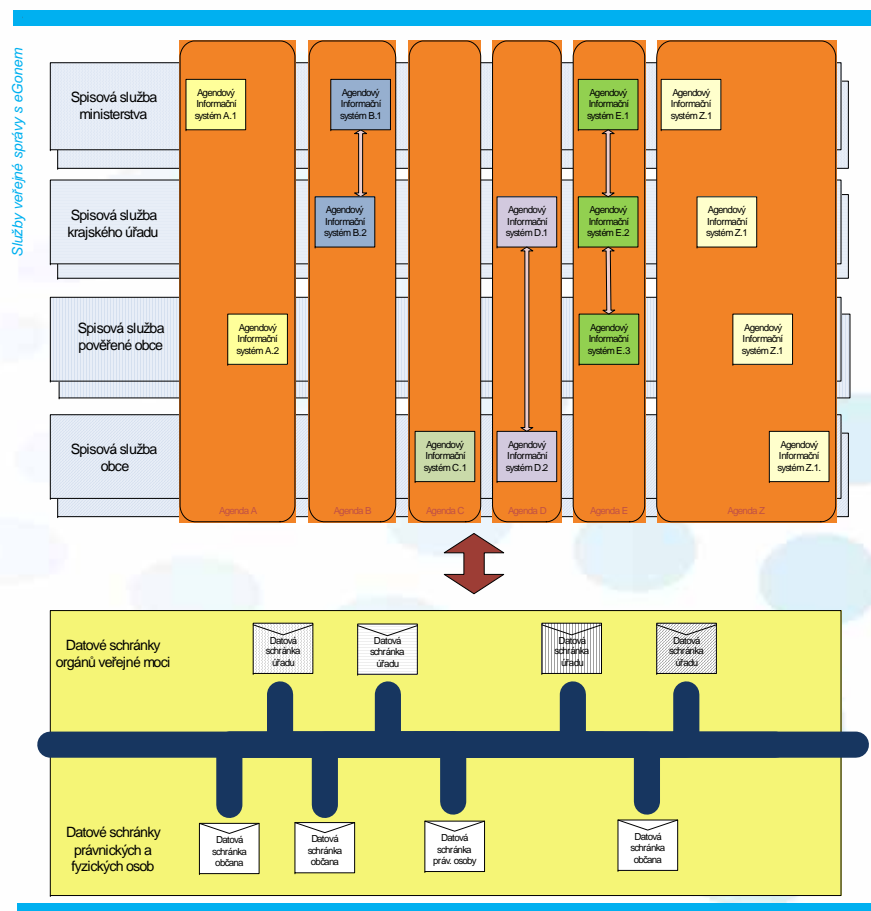 Služby veřejné správy s eGonem
Spisová služba
ministerstva
Agendový
Informační
systém A.1
Agendový
Informační
systém B.1
Agendový
Informační
systém E.1
Agendový
Informační
systém Z.1
Spisová služba
krajského úřadu
Agendový
Informační
systém B.2
Agendový
Informační
systém D.1
Agendový
Informační
systém E.2
Agendový
Informační
systém Z.1
Spisová služba
pověřené obce
Agendový
Informační
systém A.2
Agendový
Informační
systém E.3
Agendový
Informační
systém Z.1
Spisová služba
obce
Agendový
Informační
systém C.1
Agendový
Informační
systém D.2
Agendový
Informační
systém Z.1.
Agenda A
Agenda B
Agenda C
Agenda D
Agenda E
Agenda Z
Datové schránky
orgánů veřejné moci
Datová
schránka
úřadu
Datová
schránka
úřadu
Datová
schránka
úřadu
Datová
schránka
úřadu
Datové schránky
právnických a
fyzických osob
Datová
schránka
občana
Datová
schránka
občana
Datová
schránka
práv. osoby
Datová
schránka
občana